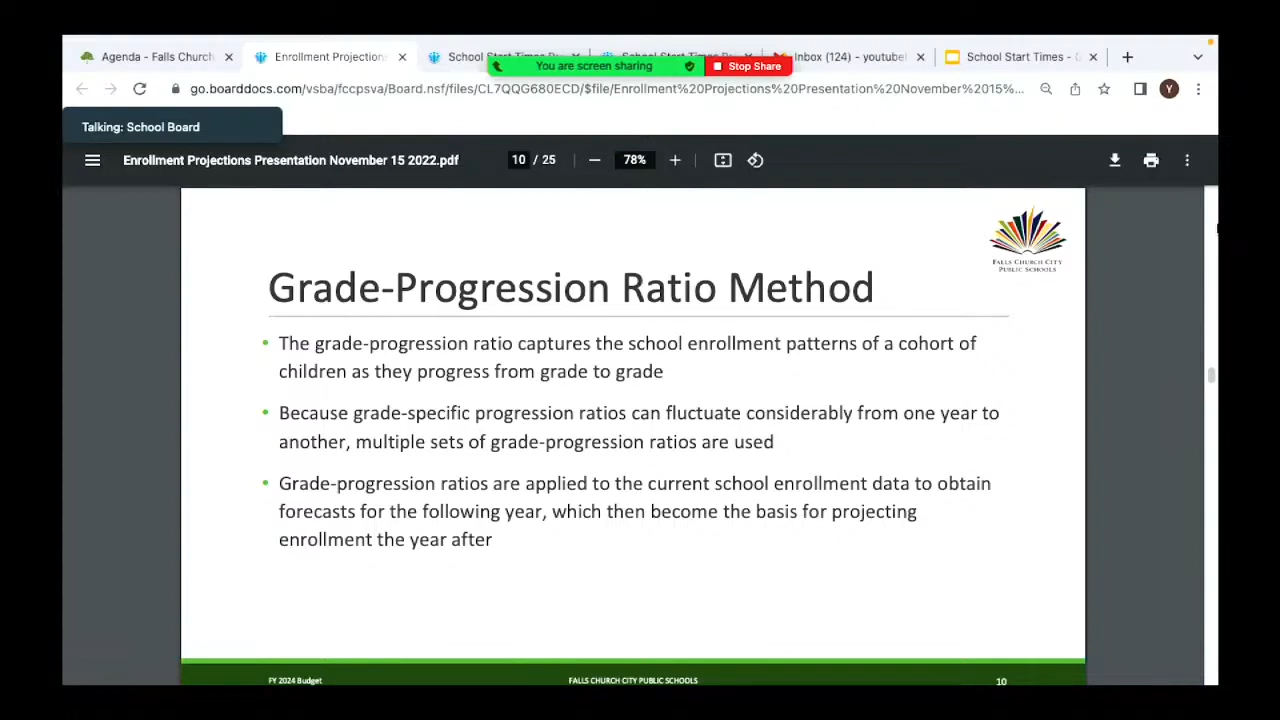 Agenda - Falls Church
Enrollment Projections
School Start Times
Inbox (124) - youtube
School Start Times -
You are screen sharing
Stop Share
go.boarddocs.com/vsba/fccpsva/Board.nsf/files/CL7QQG680ECD/$file/Enrollment%20Projections%20Presentation%20November%2015%...
Y
Talking: School Board
Enrollment Projections Presentation November 15 2022.pdf
10 / 25
78%
FALLS CHURCH CITY
PUBLIC SCHOOLS
Grade-Progression Ratio Method
• The grade-progression ratio captures the school enrollment patterns of a cohort of
children as they progress from grade to grade
• Because grade-specific progression ratios can fluctuate considerably from one year to
another, multiple sets of grade-progression ratios are used
• Grade-progression ratios are applied to the current school enrollment data to obtain
forecasts for the following year, which then become the basis for projecting
enrollment the year after
FY 2024 Budget
FALLS CHURCH CITY PUBLIC SCHOOLS
10